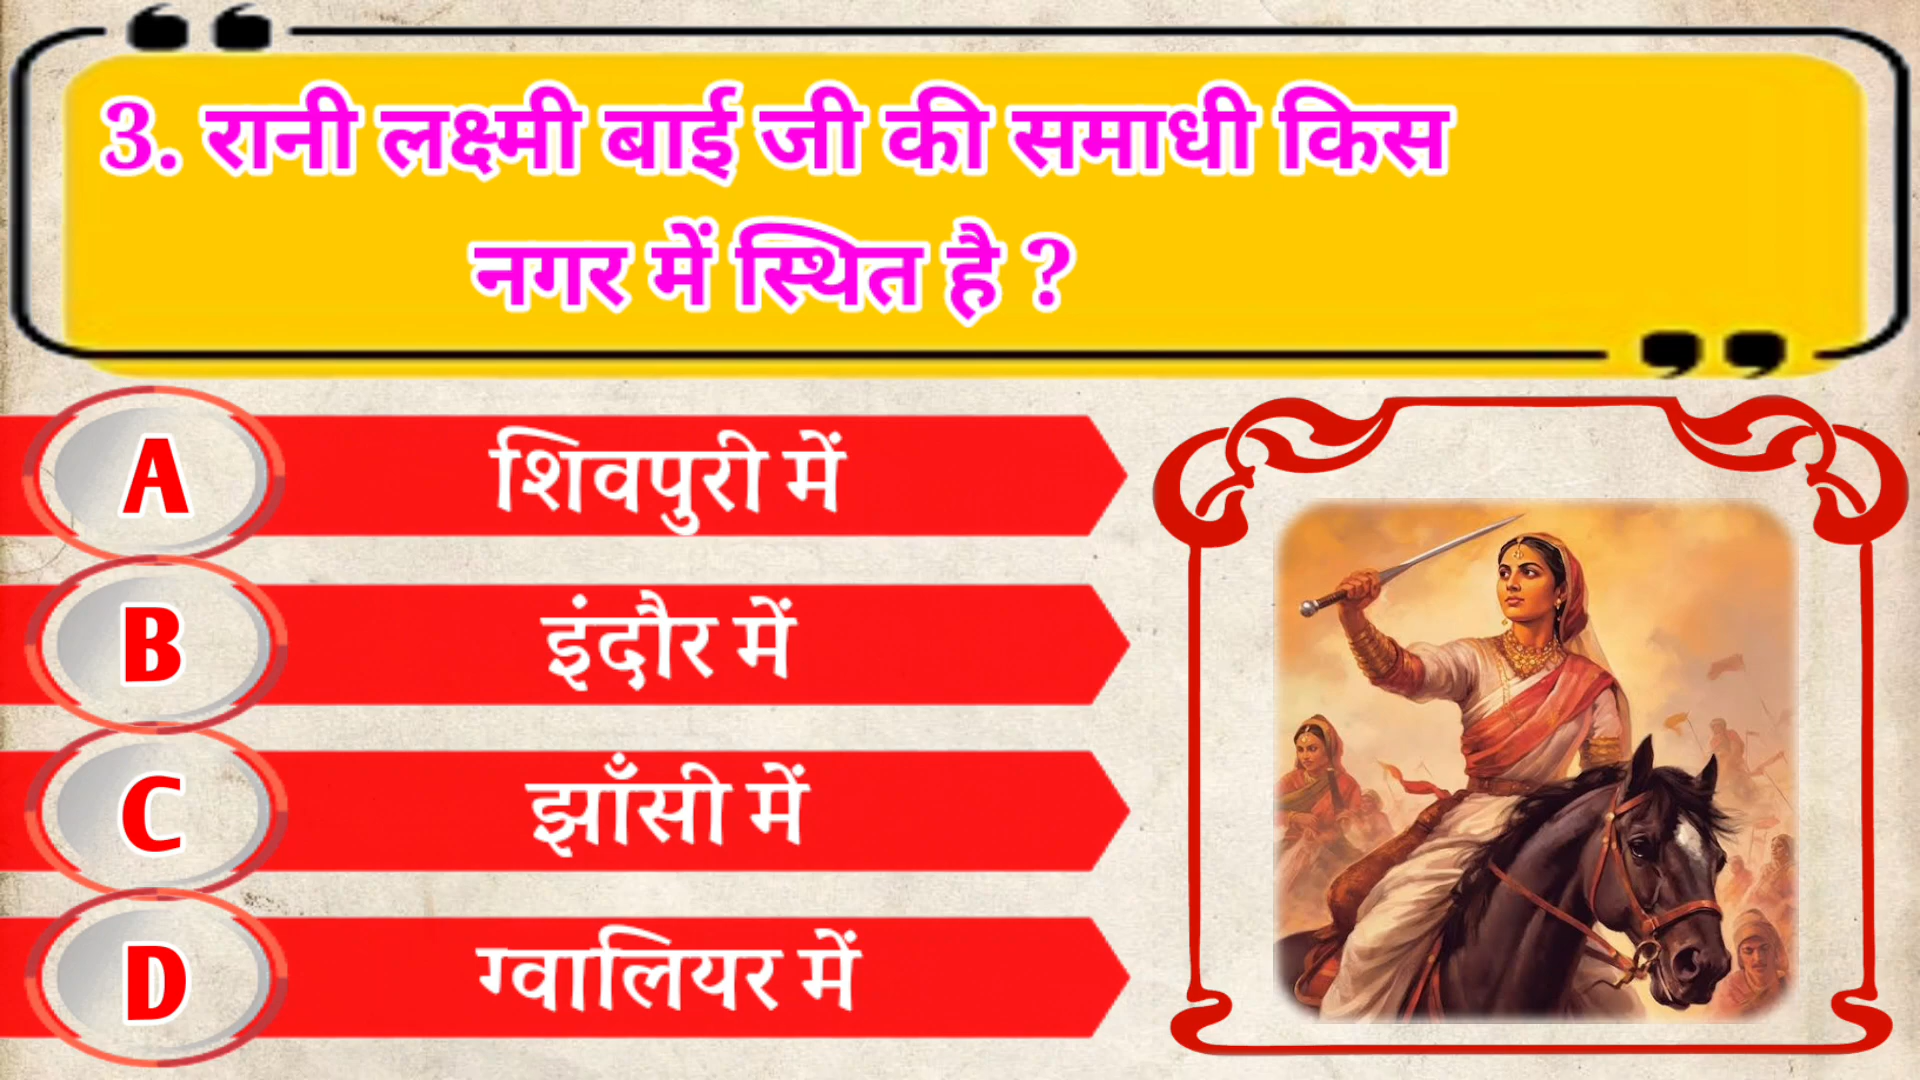 3. रानी लक्ष्मी बाई जी की समाधी किस
नगर में स्थित है ?
A शिवपुरी में
B इंदौर में
C झाँसी में
D ग्वालियर में